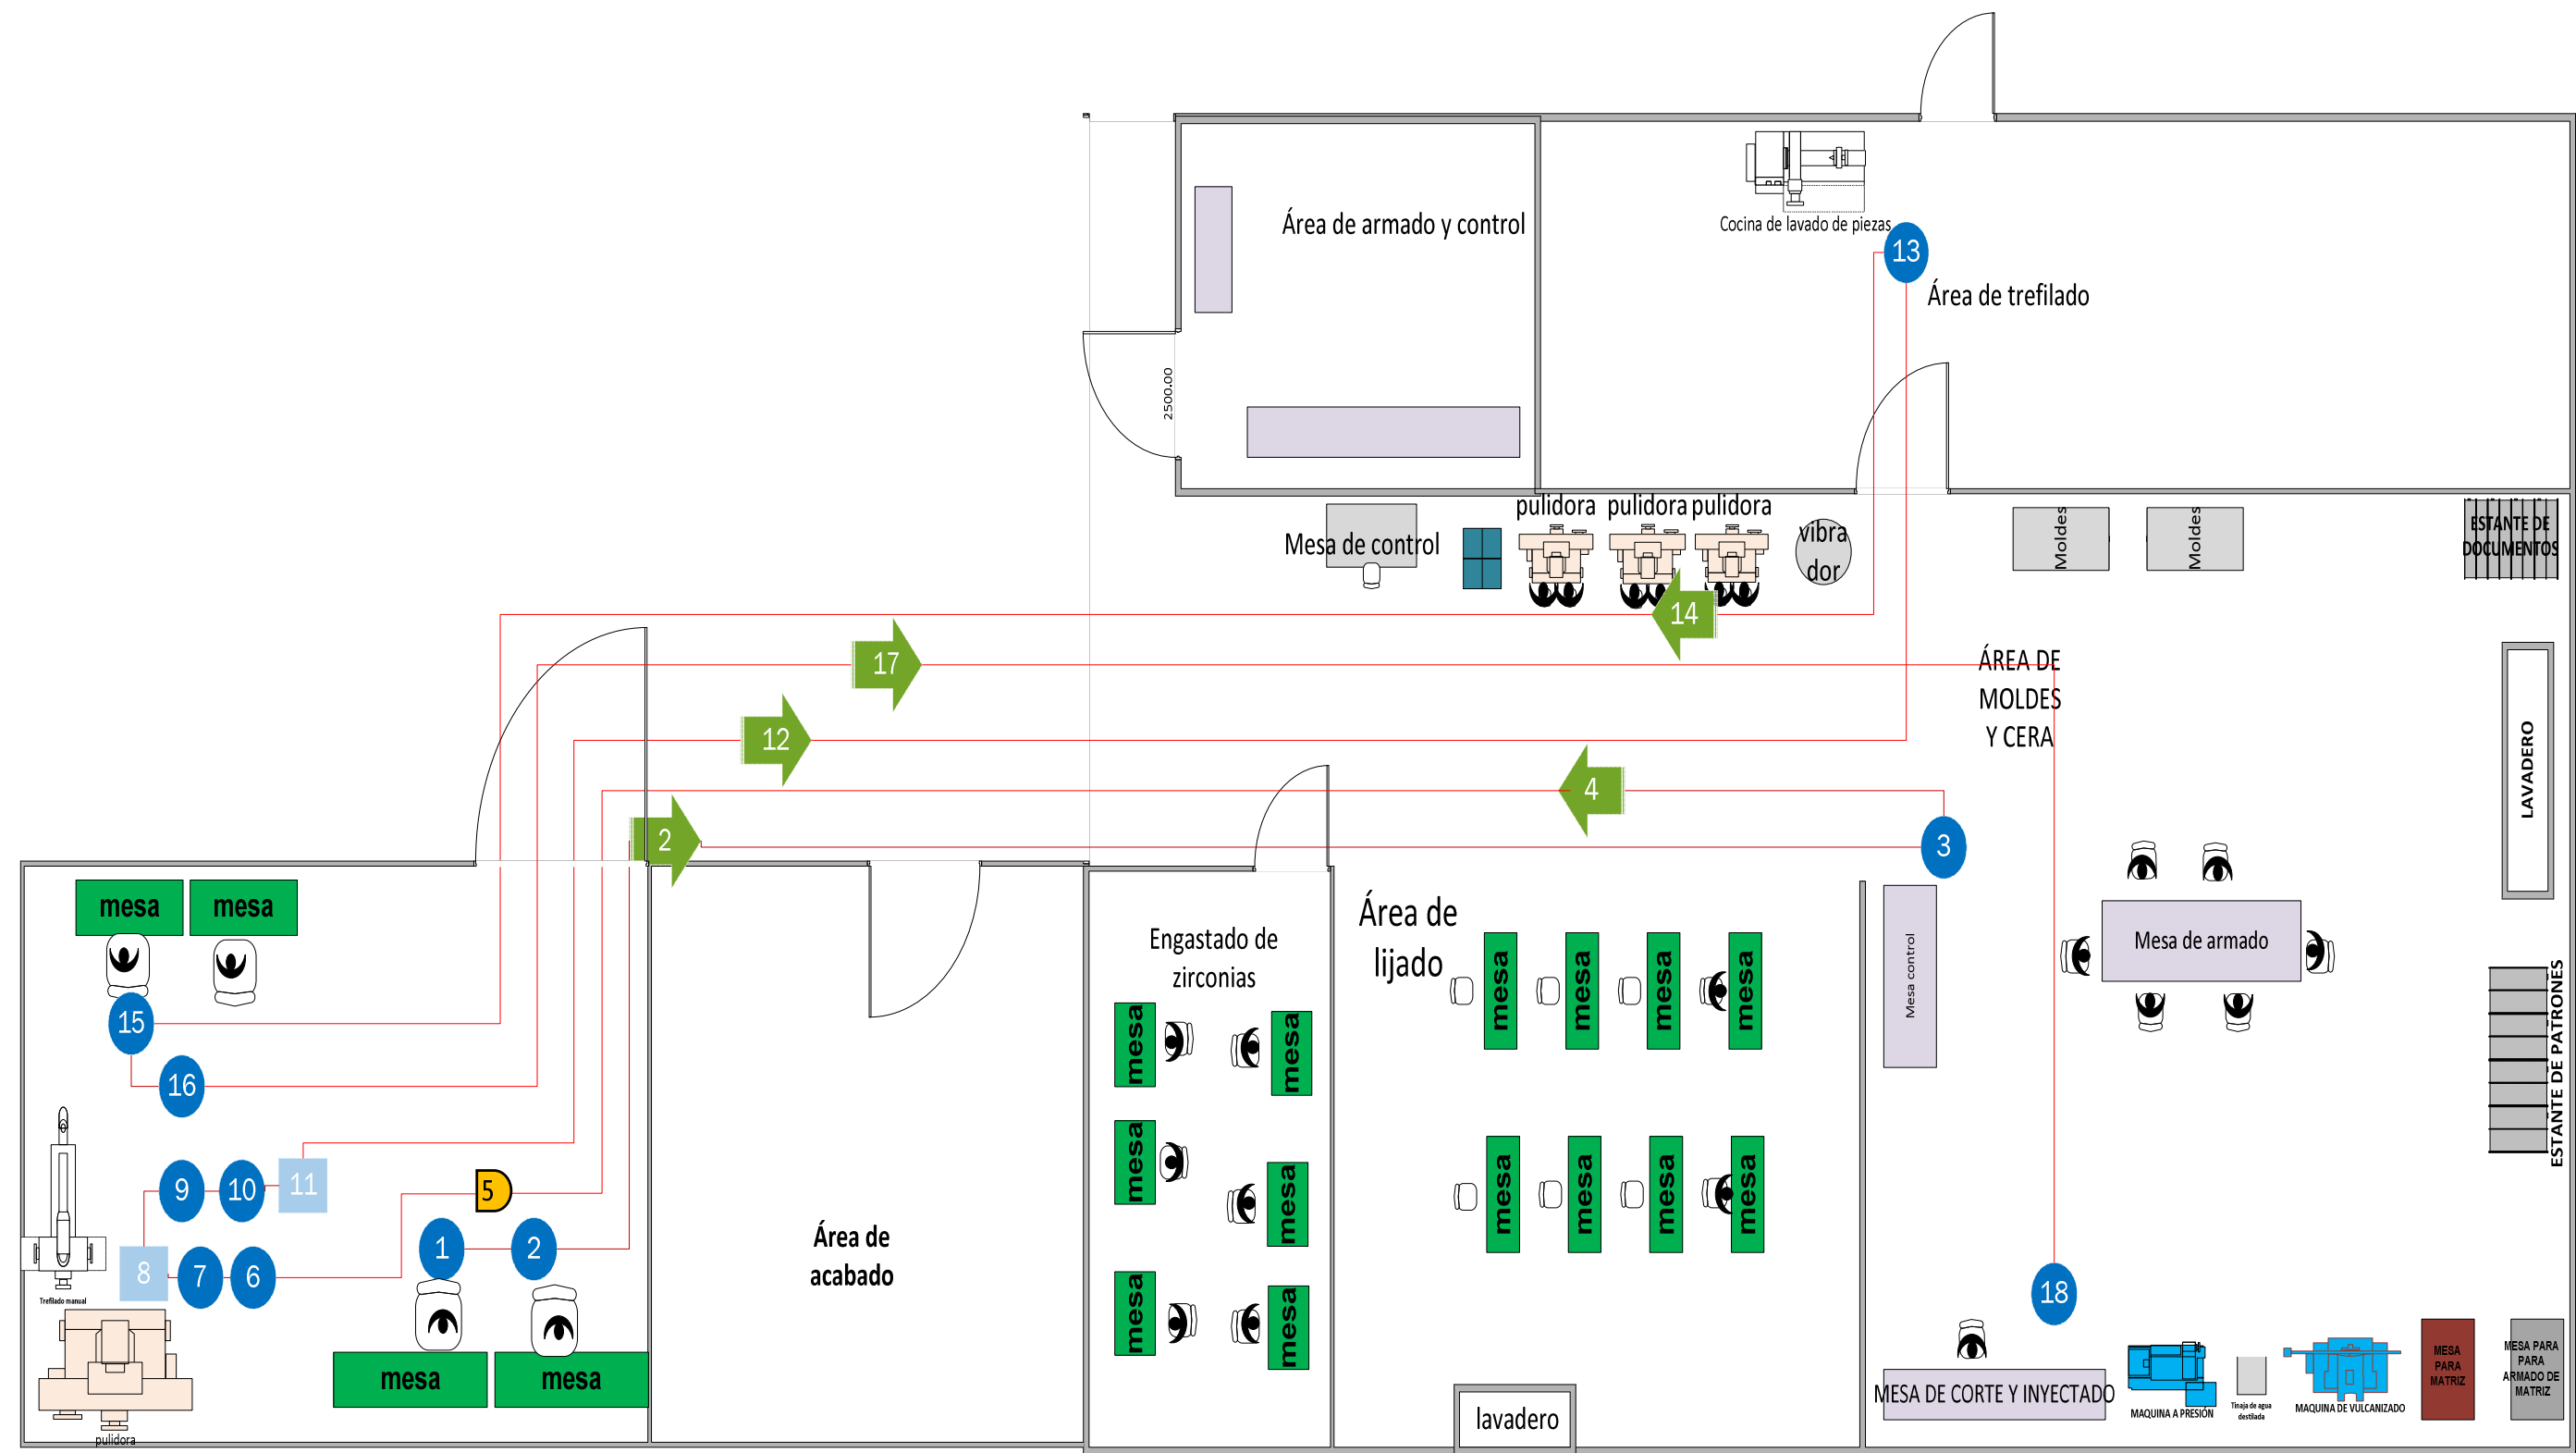 Cocina de lavado de piezas
Área de armado y control
13
Área de trefilado
2500.00
pulidora
pulidora
pulidora
Mesa de control
vibra
dor
Moldes
Moldes
ESTANTE DE
DOCUMENTOS
14
17
ÁREA DE
MOLDES
Y CERA
12
LAVADERO
4
2
3
mesa
mesa
Área de
lijado
Engastado de
zirconias
Mesa de armado
Mesa control
mesa
mesa
mesa
mesa
mesa
mesa
15
16
ESTANTE DE PATRONES
mesa
mesa
mesa
mesa
mesa
mesa
9
10
11
5
1
2
8
7
6
Área de
acabado
18
Trefilado manual
mesa
mesa
mesa
mesa
pulidora
lavadero
MESA DE CORTE Y INYECTADO
MAQUINA A PRESIÓN
Tinaja de agua
destilada
MAQUINA DE VULCANIZADO
MESA
PARA
MATRIZ
MESA PARA
PARA
ARMADO DE
MATRIZ